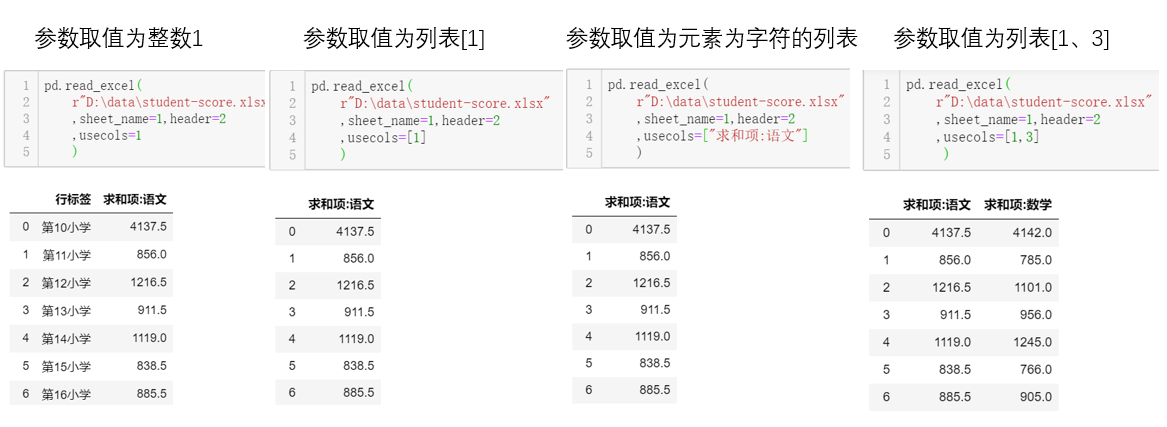 参数取值为整数1
1 pd.read_excel(
2 r"D:\data\student-score.xlsx
3 ,sheet_name=1,header=2
4 ,usecols=1
5 )
行标签 求和项:语文
0 第10小学 4137.5
1 第11小学 856.0
2 第12小学 1216.5
3 第13小学 911.5
4 第14小学 1119.0
5 第15小学 838.5
6 第16小学 885.5
参数取值为列表[1]
1 pd.read_excel(
2 r"D:\data\student-score.xlsx"
3 ,sheet_name=1,header=2
4 ,usecols=[1]
5 )
求和项:语文
0 4137.5
1 856.0
2 1216.5
3 911.5
4 1119.0
5 838.5
6 885.5
参数取值为元素为字符的列表
1 pd.read_excel(
2 r"D:\data\student-score.xlsx"
3 ,sheet_name=1,header=2
4 ,usecols=["求和项:语文"]
5 )
求和项:语文
0 4137.5
1 856.0
2 1216.5
3 911.5
4 1119.0
5 838.5
6 885.5
参数取值为列表[1、3]
1 pd.read_excel(
2 r"D:\data\student-score.xlsx"
3 ,sheet_name=1,header=2
4 ,usecols=[1,3]
5 )
求和项:语文 求和项:数学
0 4137.5 4142.0
1 856.0 785.0
2 1216.5 1101.0
3 911.5 956.0
4 1119.0 1245.0
5 838.5 766.0
6 885.5 905.0